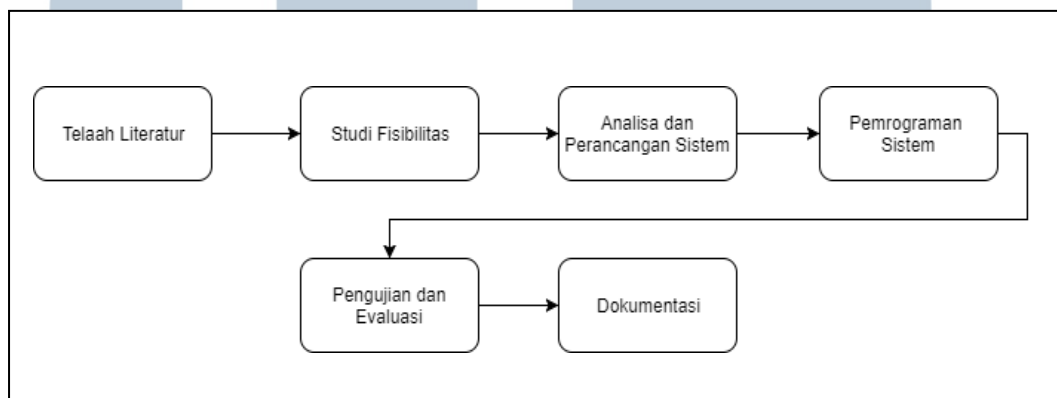 Telaah Literatur
Studi Fisibilitas
Analisa dan
Perancangan Sistem
Pemrograman
Sistem
Pengujian dan
Evaluasi
Dokumentasi